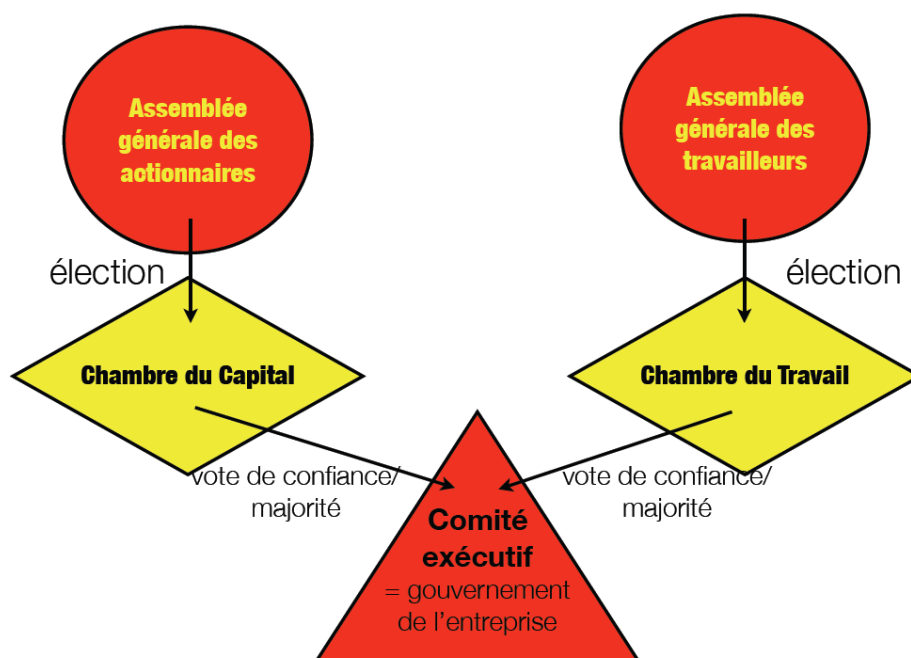 Assemblée
générale des
actionnaires
Assemblée
générale des
travailleurs
élection
élection
Chambre du Capital
Chambre du Travail
vote de confiance/
majorité
vote de confiance/
majorité
Comité
exécutif
= gouvernement
de l'entreprise